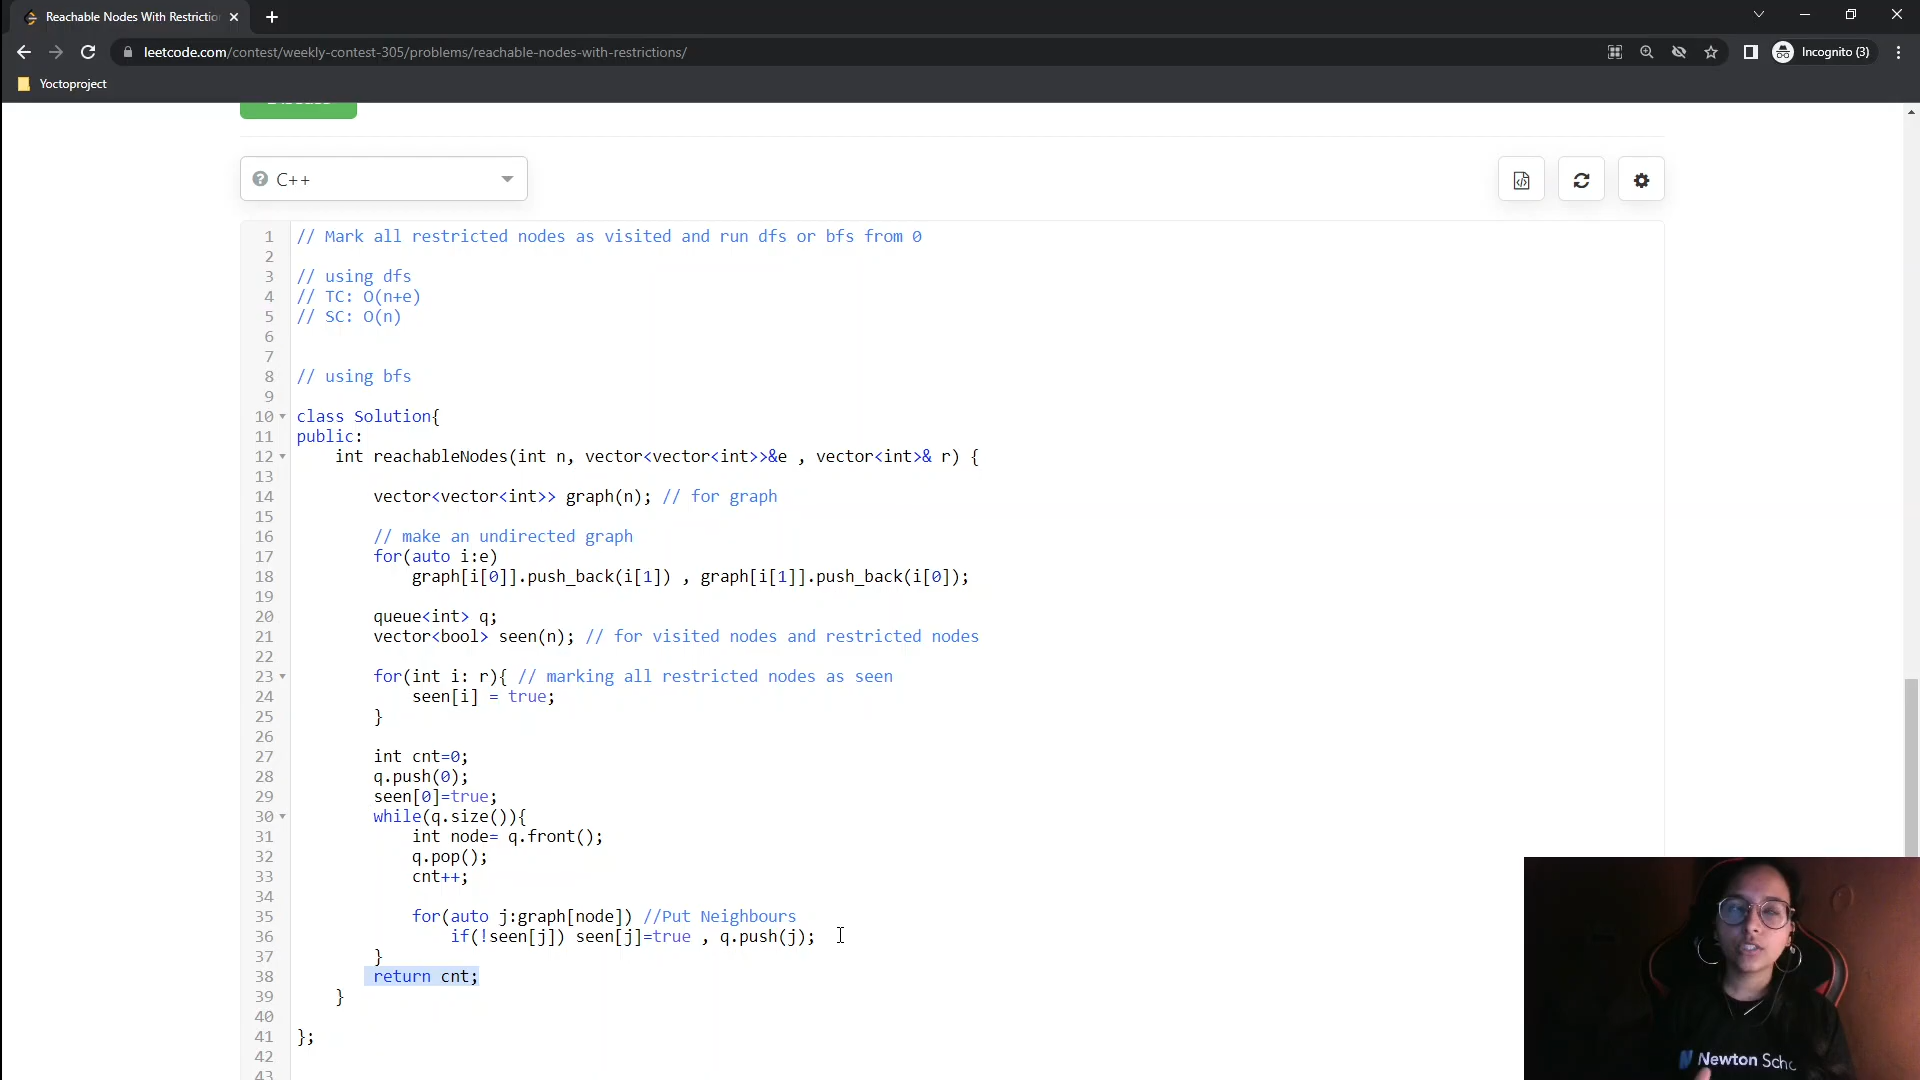 Reachable Nodes With Restrictio
leetcode.com/contest/weekly-contest-305/problems/reachable-nodes-with-restrictions/
Incognito (3)
Yoctoproject
C++
1 // Mark all restricted nodes as visited and run dfs or bfs from 0
2
3 // using dfs
4 // TC: O(n+e)
5 // SC: O(n)
6
7
8 // using bfs
9
10 class Solution{
11 public:
12 int reachableNodes(int n, vector<vector<int>>&e , vector<int>& r) {
13
14 vector<vector<int>> graph(n); // for graph
15
16 // make an undirected graph
17 for(auto i:e)
18 graph[i[0]].push_back(i[1]) , graph[i[1]].push_back(i[0]);
19
20 queue<int> q;
21 vector<bool> seen(n); // for visited nodes and restricted nodes
22
23 for(int i: r){ // marking all restricted nodes as seen
24 seen[i] = true;
25 }
26
27 int cnt=0;
28 q.push(0);
29 seen[0]=true;
30 while(q.size()){
31 int node= q.front();
32 q.pop();
33 cnt++;
34
35 for(auto j:graph[node]) //Put Neighbours
36 if(!seen[j]) seen[j]=true , q.push(j);
37 }
38 return cnt;
39 }
40
41 };
42
43
Newton Scho